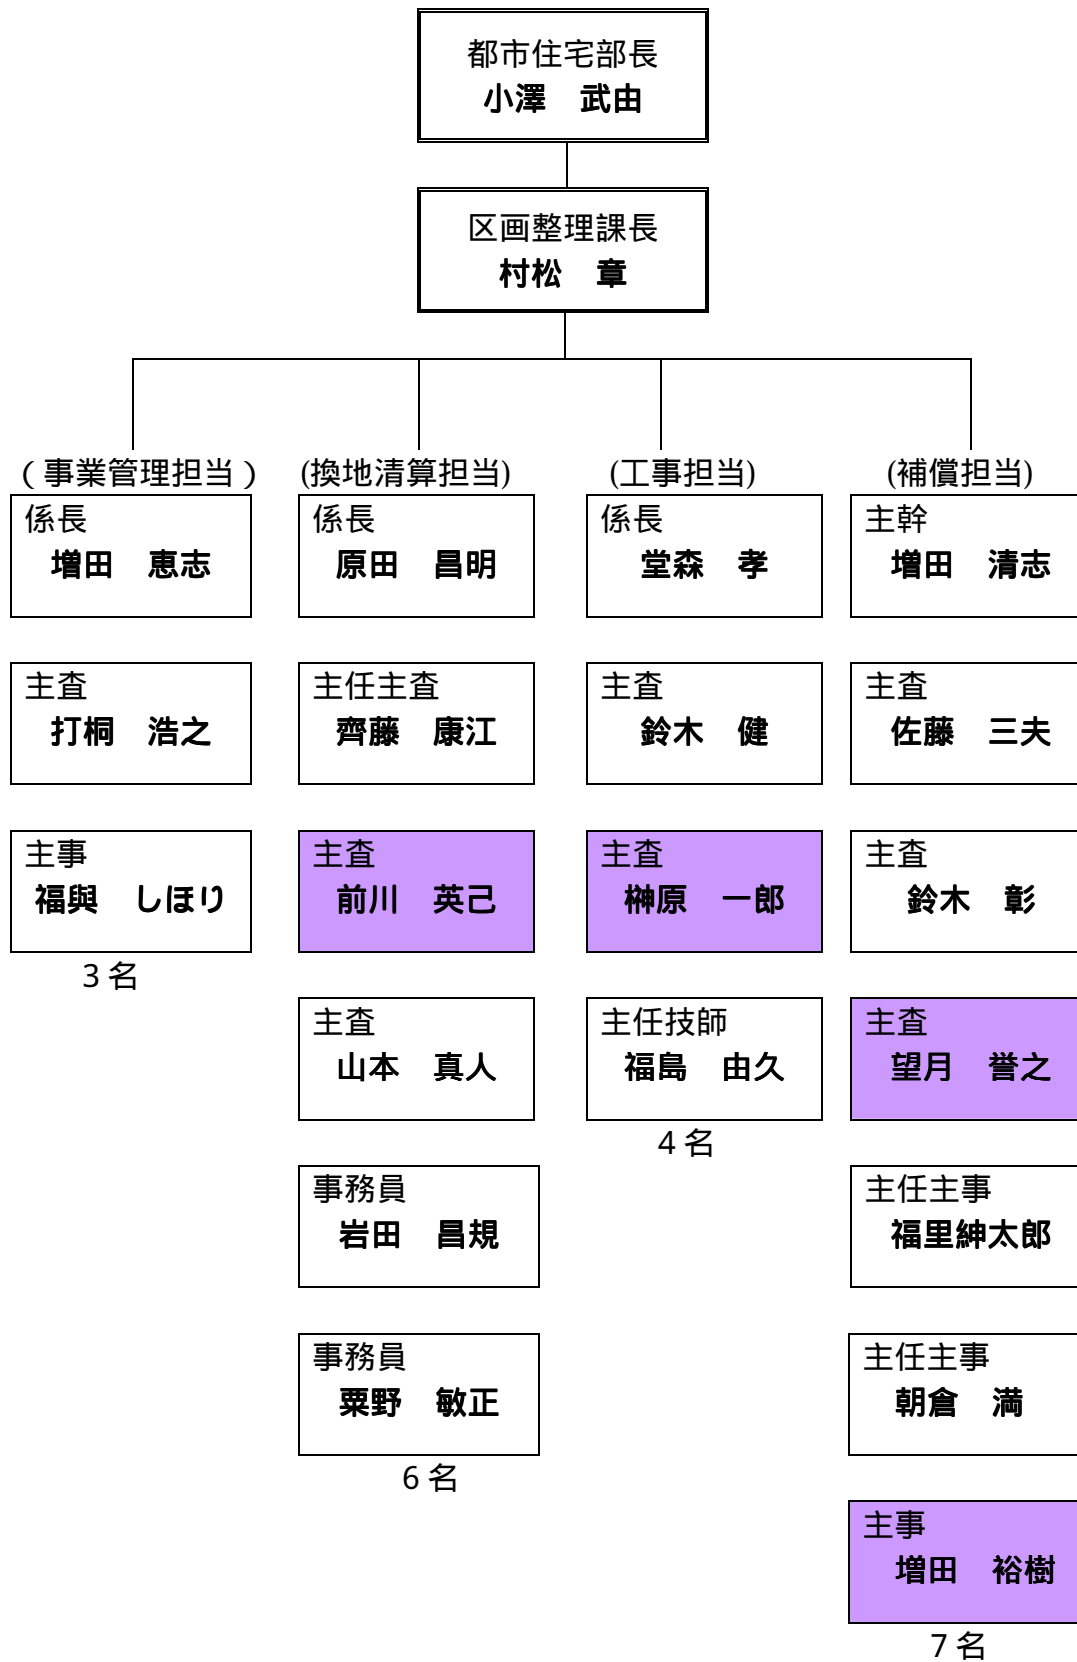 都市住宅部長
小澤　武由
区画整理課長
村松　章
（事業管理担当）
係長
増田　恵志
主査
打桐　浩之
主事
福與　しほり
3名
(換地清算担当)
係長
原田　昌明
主任主査
齊藤　康江
主査
前川　英己
主査
山本　真人
事務員
岩田　昌規
事務員
粟野　敏正
6名
(工事担当)
係長
堂森　孝
主査
鈴木　健
主査
榊原　一郎
主任技師
福島　由久
4名
(補償担当)
主幹
増田　清志
主査
佐藤　三夫
主査
鈴木　彰
主査
望月　誉之
主任主事
福里紳太郎
主任主事
朝倉　満
主事
増田　裕樹
7名